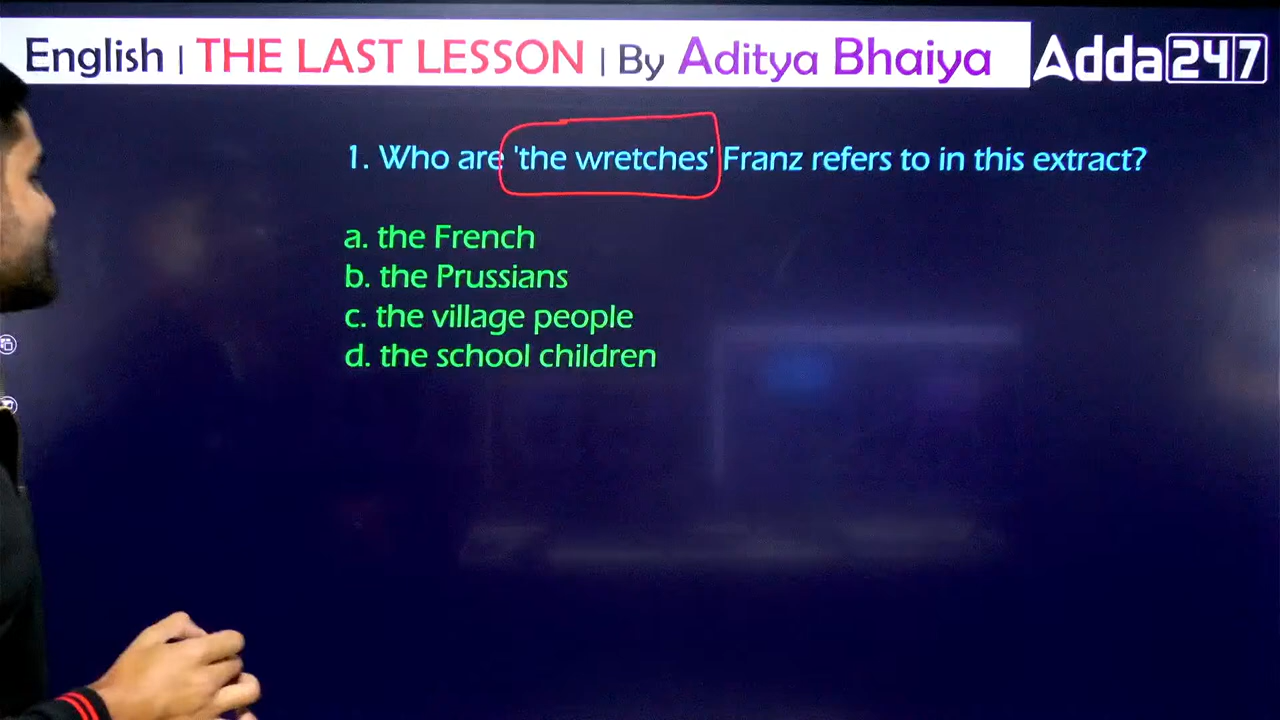 English | THE LAST LESSON | By Aditya Bhaiya
Adda247
1. Who are 'the wretches' Franz refers to in this extract?
a. the French
b. the Prussians
c. the village people
d. the school children